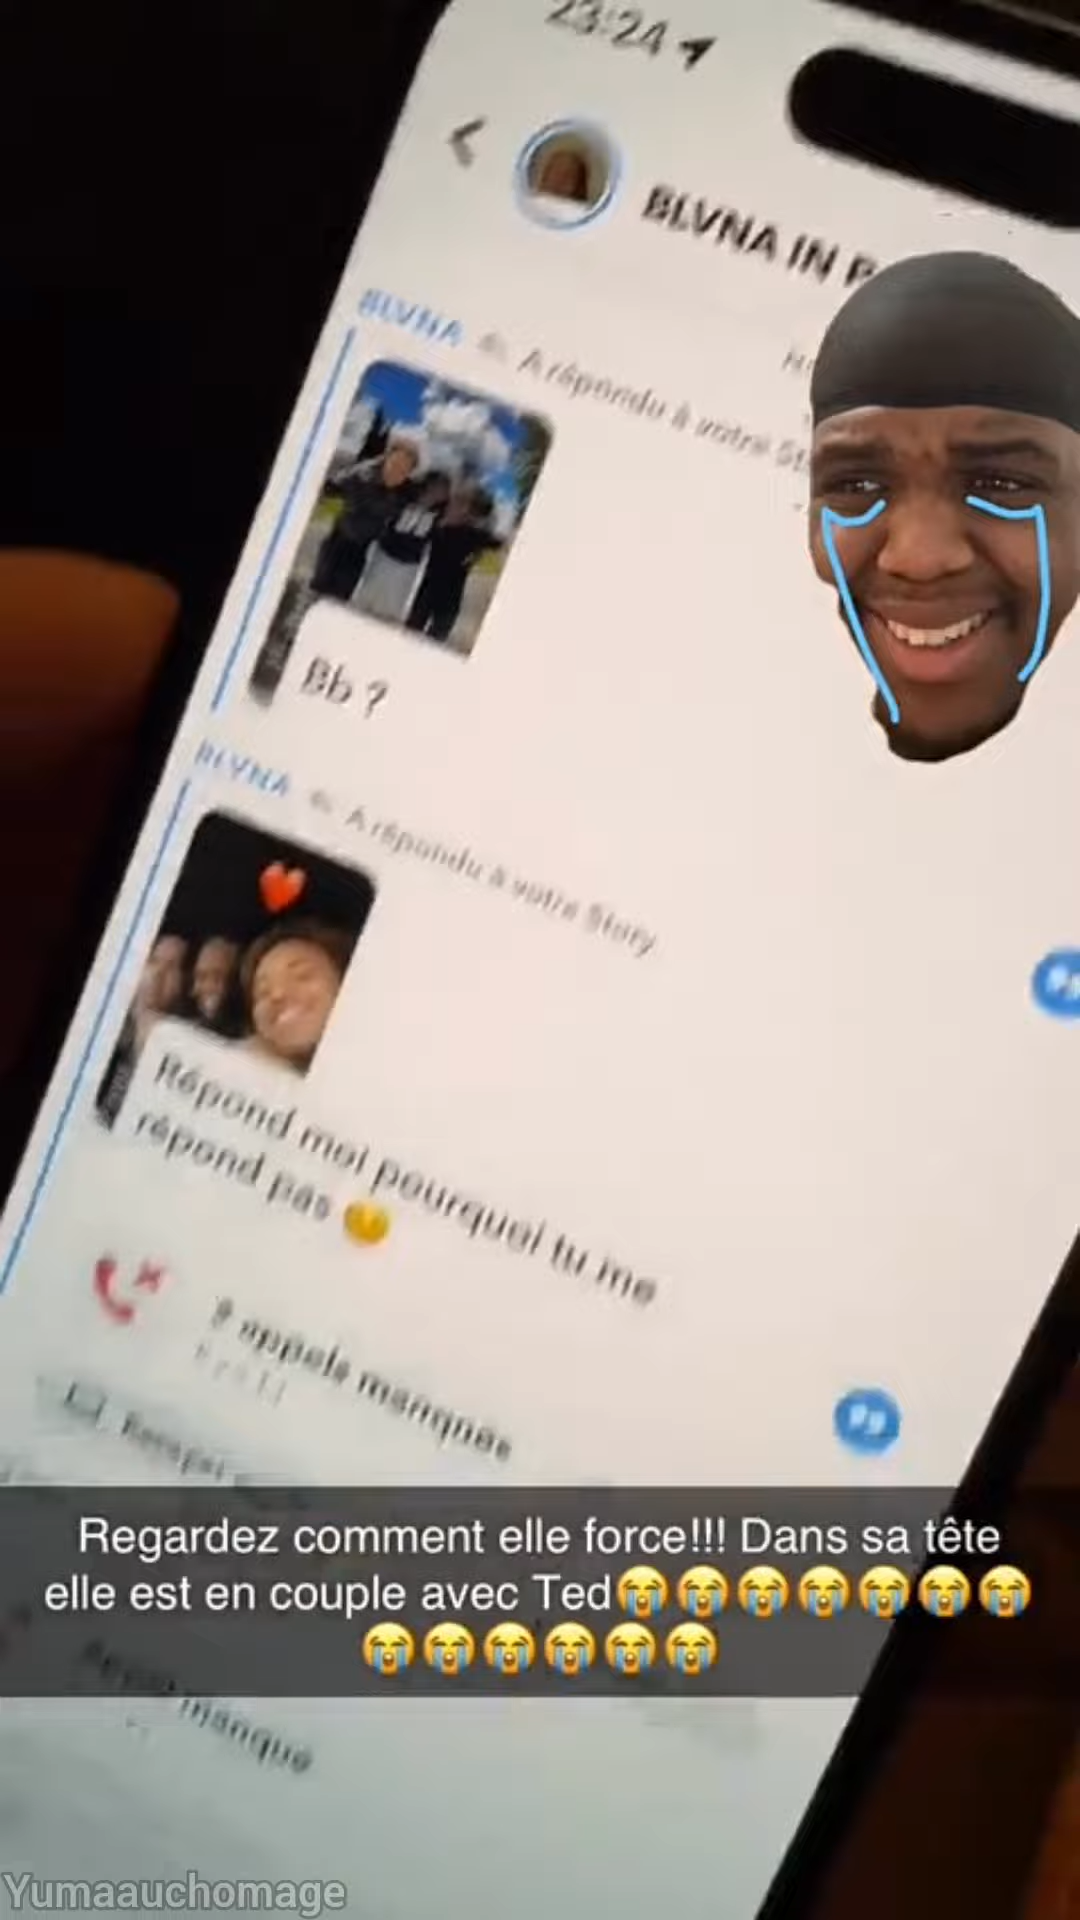 23:24
BLVNA IN
BLVNA A répondu à votre
Bb ?
BLVNA A répondu à votre Story
Répond moi pourquoi tu me
répond pas
appels manqués
Regardez comment elle force!!! Dans sa tête
elle est en couple avec Ted😭😭😭😭😭😭😭
😭😭😭😭😭😭
manqué
Yumaauchomage